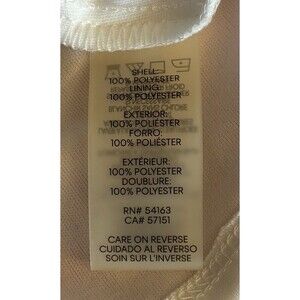 SHELL:
100% POLYESTER
LINING:
100% POLYESTER
EXTERIOR:
100% POLIÉSTER
FORRO:
100% POLIÉSTER
EXTÉRIEUR:
100% POLYESTER
DOUBLURE:
100% POLYESTER
RN# 54163
CA# 57151
CARE ON REVERSE
CUIDADO AL REVERSO
SOIN SUR L'INVERSE